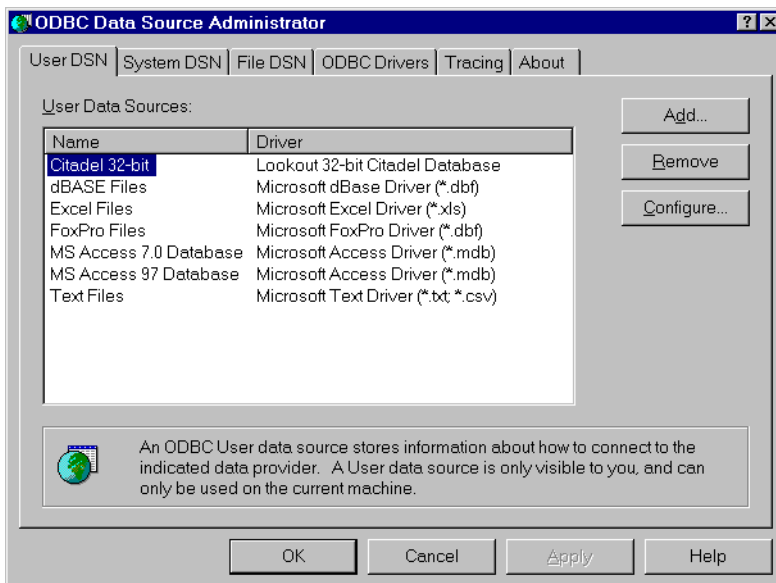 ODBC Data Source Administrator
User DSN System DSN File DSN ODBC Drivers Tracing About
User Data Sources:
Name Driver
Citadel 32-bit Lookout 32-bit Citadel Database
dBASE Files Microsoft dBase Driver (*.dbf)
Excel Files Microsoft Excel Driver (*.xls)
FoxPro Files Microsoft FoxPro Driver (*.dbf)
MS Access 7.0 Database Microsoft Access Driver (*.mdb)
MS Access 97 Database Microsoft Access Driver (*.mdb)
Text Files Microsoft Text Driver (*.txt; *.csv)
Add...
Remove
Configure...
An ODBC User data source stores information about how to connect to the
indicated data provider. A User data source is only visible to you, and can
only be used on the current machine.
OK Cancel Apply Help